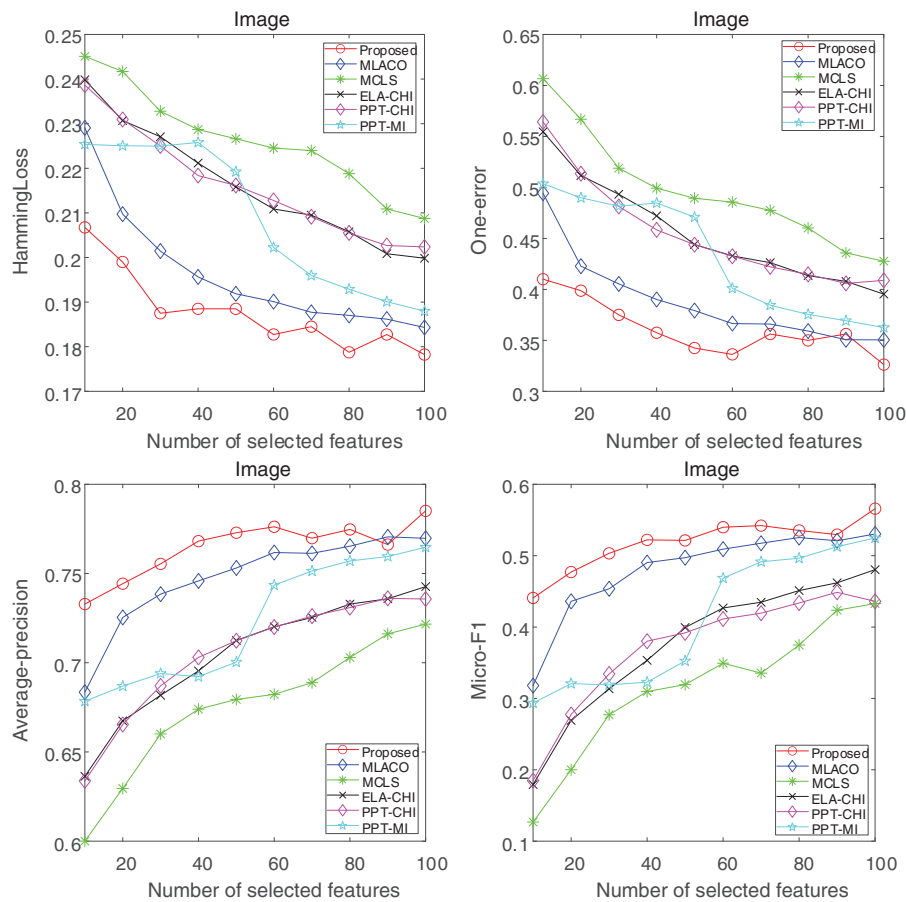 Image
HammingLoss
0.25
0.24
0.23
0.22
0.21
0.2
0.19
0.18
0.17
20
40
60
80
100
Number of selected features
Proposed
MLACO
MCLS
ELA-CHI
PPT-CHI
PPT-MI
Image
One-error
0.65
0.6
0.55
0.5
0.45
0.4
0.35
0.3
20
40
60
80
100
Number of selected features
Proposed
MLACO
MCLS
ELA-CHI
PPT-CHI
PPT-MI
Image
Average-precision
0.8
0.75
0.7
0.65
0.6
20
40
60
80
100
Number of selected features
Proposed
MLACO
MCLS
ELA-CHI
PPT-CHI
PPT-MI
Image
Micro-F1
0.6
0.5
0.4
0.3
0.2
0.1
20
40
60
80
100
Number of selected features
Proposed
MLACO
MCLS
ELA-CHI
PPT-CHI
PPT-MI